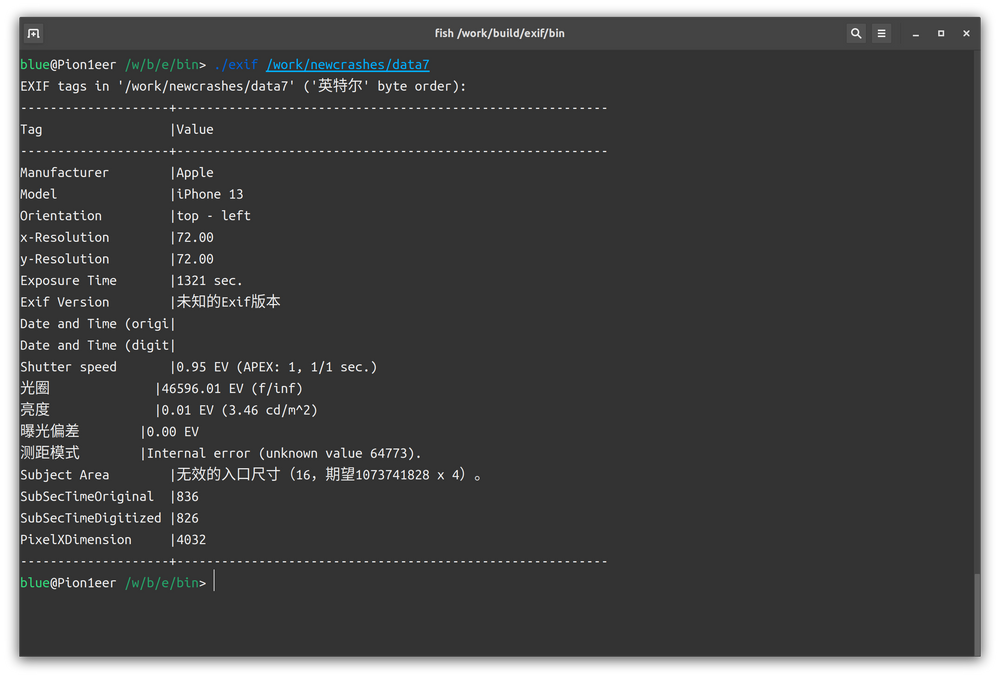 fish /work/build/exif/bin
blue@Pion1eer /w/b/e/bin> ./exif /work/newcrashes/data7
EXIF tags in '/work/newcrashes/data7' ('英特尔' byte order):
--------------------+----------------------------------------------------------
Tag                 |Value
--------------------+----------------------------------------------------------
Manufacturer        |Apple
Model               |iPhone 13
Orientation         |top - left
x-Resolution        |72.00
y-Resolution        |72.00
Exposure Time       |1321 sec.
Exif Version        |未知的Exif版本
Date and Time (origi|
Date and Time (digit|
Shutter speed       |0.95 EV (APEX: 1, 1/1 sec.)
光圈              |46596.01 EV (f/inf)
亮度              |0.01 EV (3.46 cd/m^2)
曝光偏差        |0.00 EV
测距模式        |Internal error (unknown value 64773).
Subject Area        |无效的入口尺寸（16，期望1073741828 x 4）。
SubSecTimeOriginal  |836
SubSecTimeDigitized |826
PixelXDimension     |4032
--------------------+----------------------------------------------------------
blue@Pion1eer /w/b/e/bin>